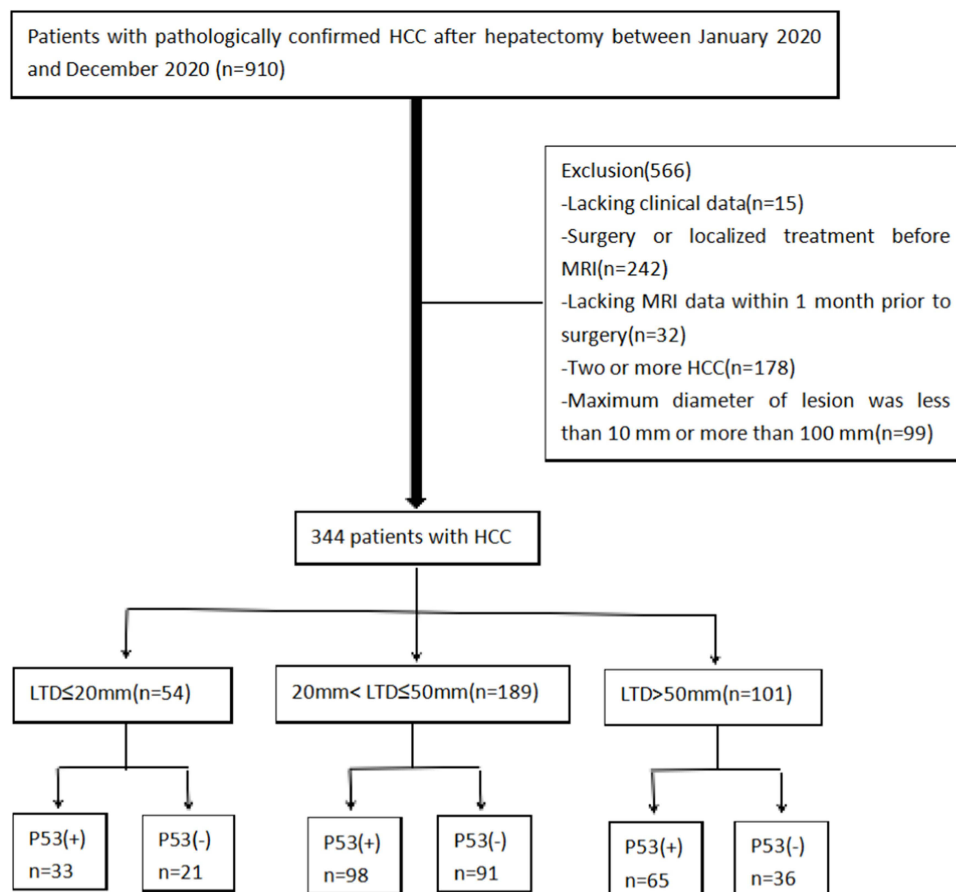 Patients with pathologically confirmed HCC after hepatectomy between January 2020
and December 2020 (n=910)
Exclusion(566)
-Lacking clinical data(n=15)
-Surgery or localized treatment before
MRI(n=242)
-Lacking MRI data within 1 month prior to
surgery(n=32)
-Two or more HCC(n=178)
-Maximum diameter of lesion was less
than 10 mm or more than 100 mm(n=99)
344 patients with HCC
LTD≤20mm(n=54)
20mm< LTD≤50mm(n=189)
LTD>50mm(n=101)
P53(+)
n=33
P53(-)
n=21
P53(+)
n=98
P53(-)
n=91
P53(+)
n=65
P53(-)
n=36